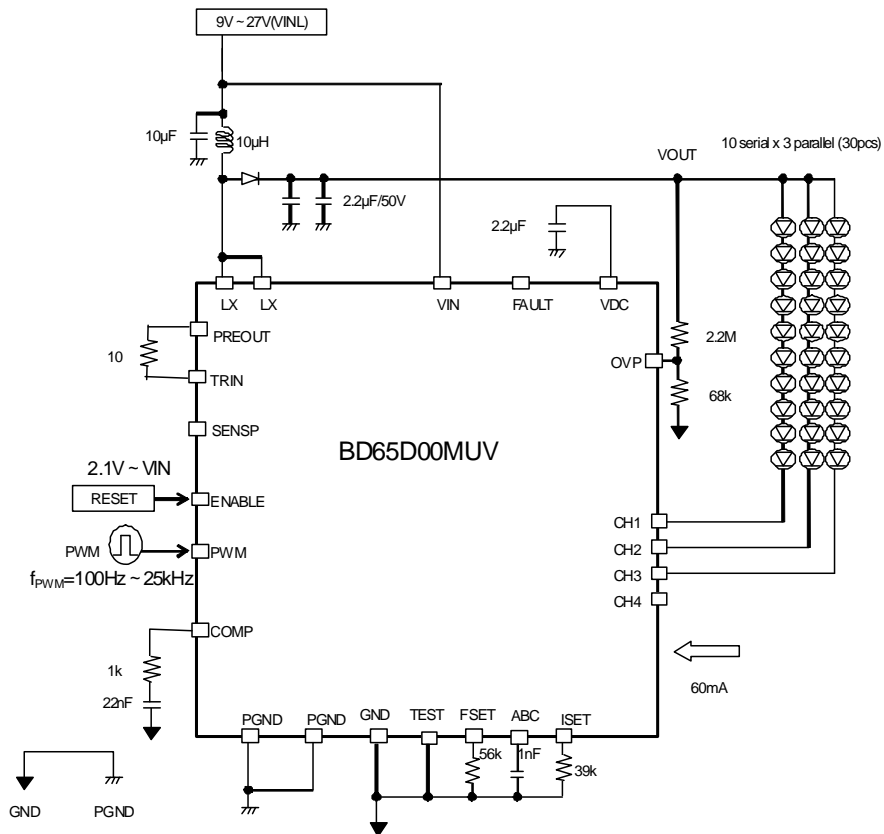 9V ~ 27V(VINL)
10µF
10µH
VOUT
10 serial x 3 parallel (30pcs)
2.2µF/50V
2.2µF
LX
LX
VIN
FAULT
VDC
PREOUT
10
TRIN
2.2M
OVP
68k
SENSP
BD65D00MUV
2.1V ~ VIN
RESET
ENABLE
PWM
PWM
fPWM=100Hz ~ 25kHz
CH1
CH2
CH3
CH4
COMP
1k
22nF
60mA
PGND
PGND
GND
TEST
FSET
ABC
ISET
56k
1nF
39k
GND
PGND